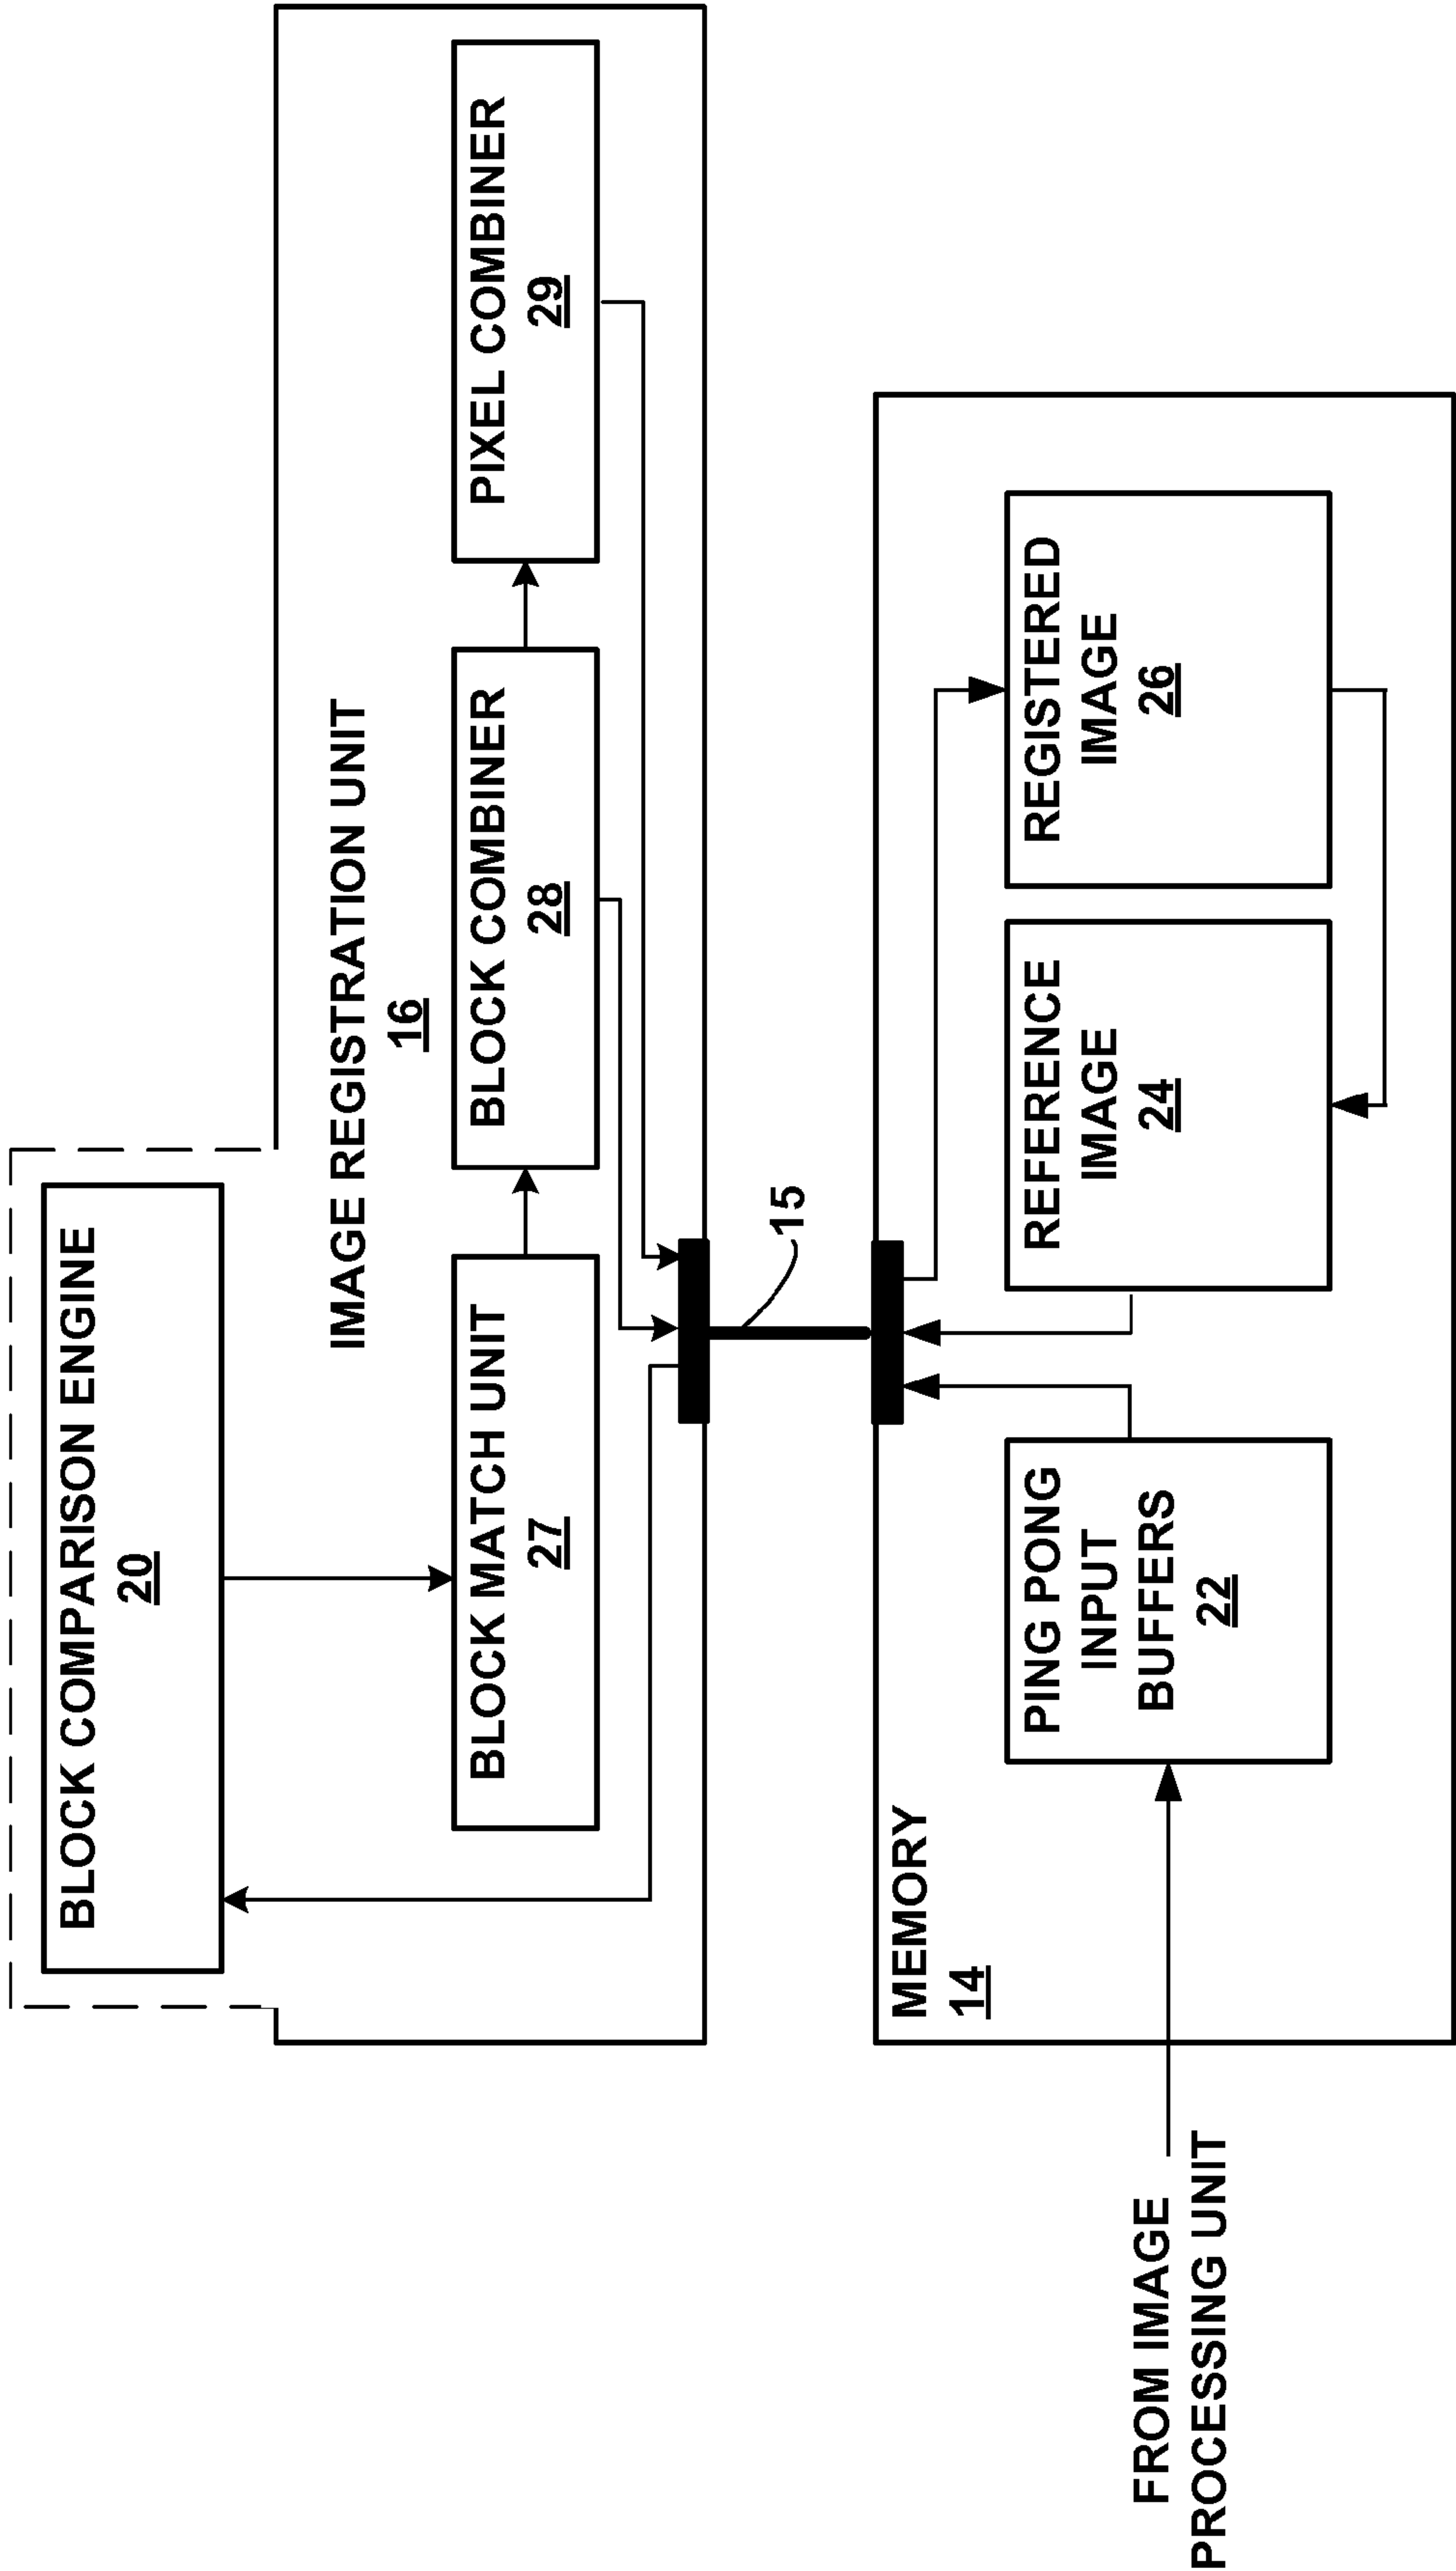 BLOCK COMPARISON ENGINE
20
IMAGE REGISTRATION UNIT
16
BLOCK MATCH UNIT
27
BLOCK COMBINER
28
PIXEL COMBINER
29
15
MEMORY
14
PING PONG
INPUT
BUFFERS
22
REFERENCE
IMAGE
24
REGISTERED
IMAGE
26
FROM IMAGE
PROCESSING UNIT